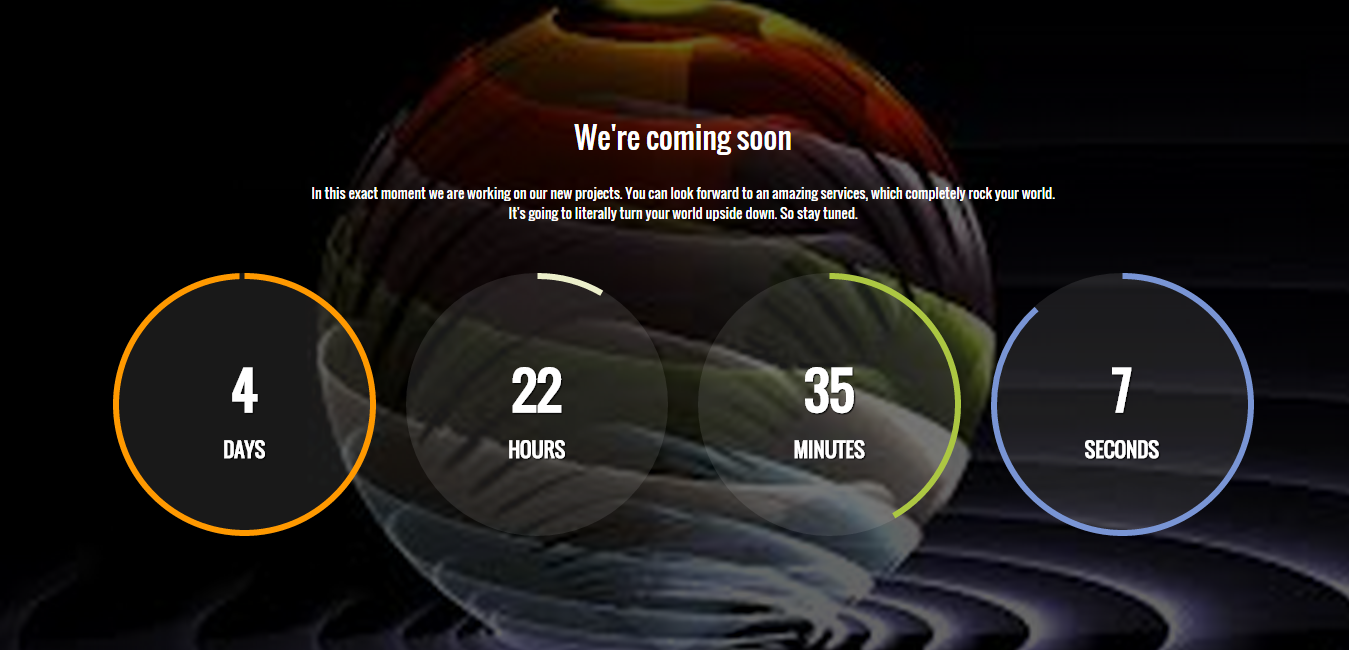 We're coming soon
In this exact moment we are working on our new projects. You can look forward to an amazing services, which completely rock your world.
It's going to literally turn your world upside down. So stay tuned.
4
DAYS
22
HOURS
35
MINUTES
7
SECONDS